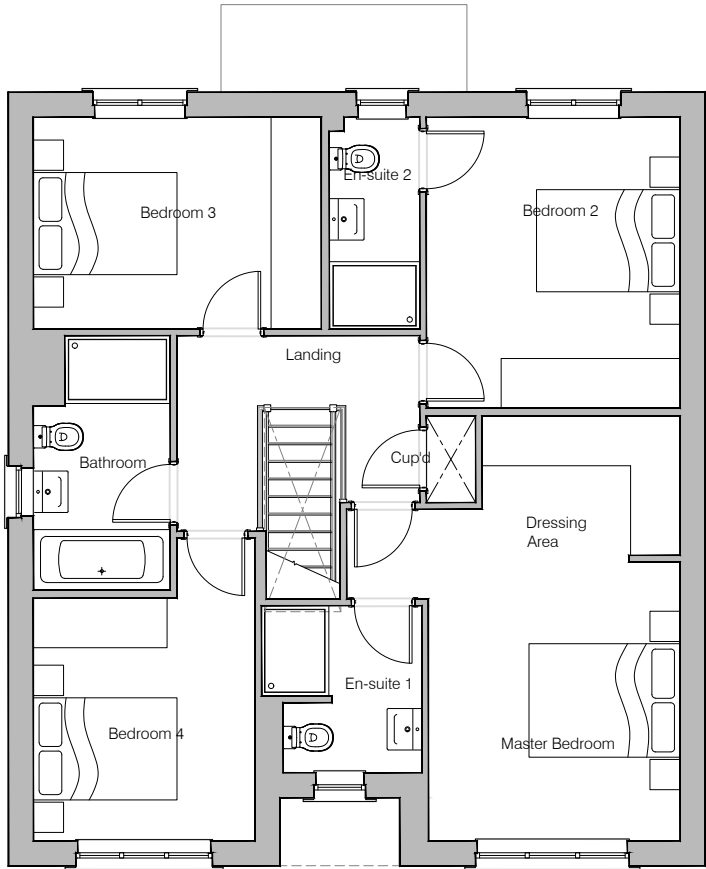 En-suite 2
Bedroom 3
Bedroom 2
Landing
Cup'd
Bathroom
Dressing
Area
En-suite 1
Bedroom 4
Master Bedroom